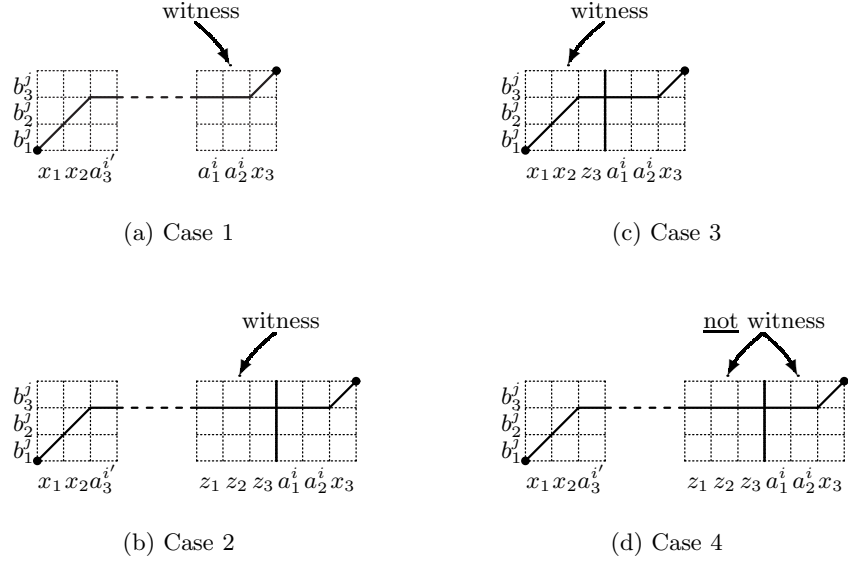 witness
b_3^j
b_2^j
b_1^j
x_1 x_2 a_3^{i'}
a_1^i a_2^i x_3
(a) Case 1
witness
b_3^j
b_2^j
b_1^j
x_1 x_2 z_3 a_1^i a_2^i x_3
(c) Case 3
witness
b_3^j
b_2^j
b_1^j
x_1 x_2 a_3^{i'}
z_1 z_2 z_3 a_1^i a_2^i x_3
(b) Case 2
not witness
b_3^j
b_2^j
b_1^j
x_1 x_2 a_3^{i'}
z_1 z_2 z_3 a_1^i a_2^i x_3
(d) Case 4